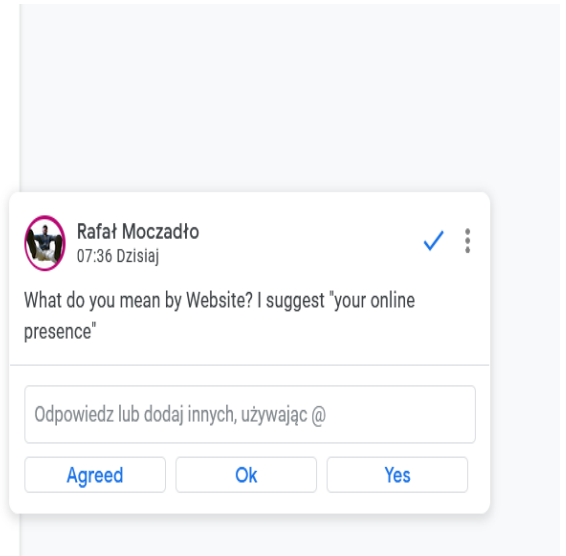 Rafał Moczadło
07:36 Dzisiaj
What do you mean by Website? I suggest "your online
presence"
Odpowiedz lub dodaj innych, używając @
Agreed Ok Yes